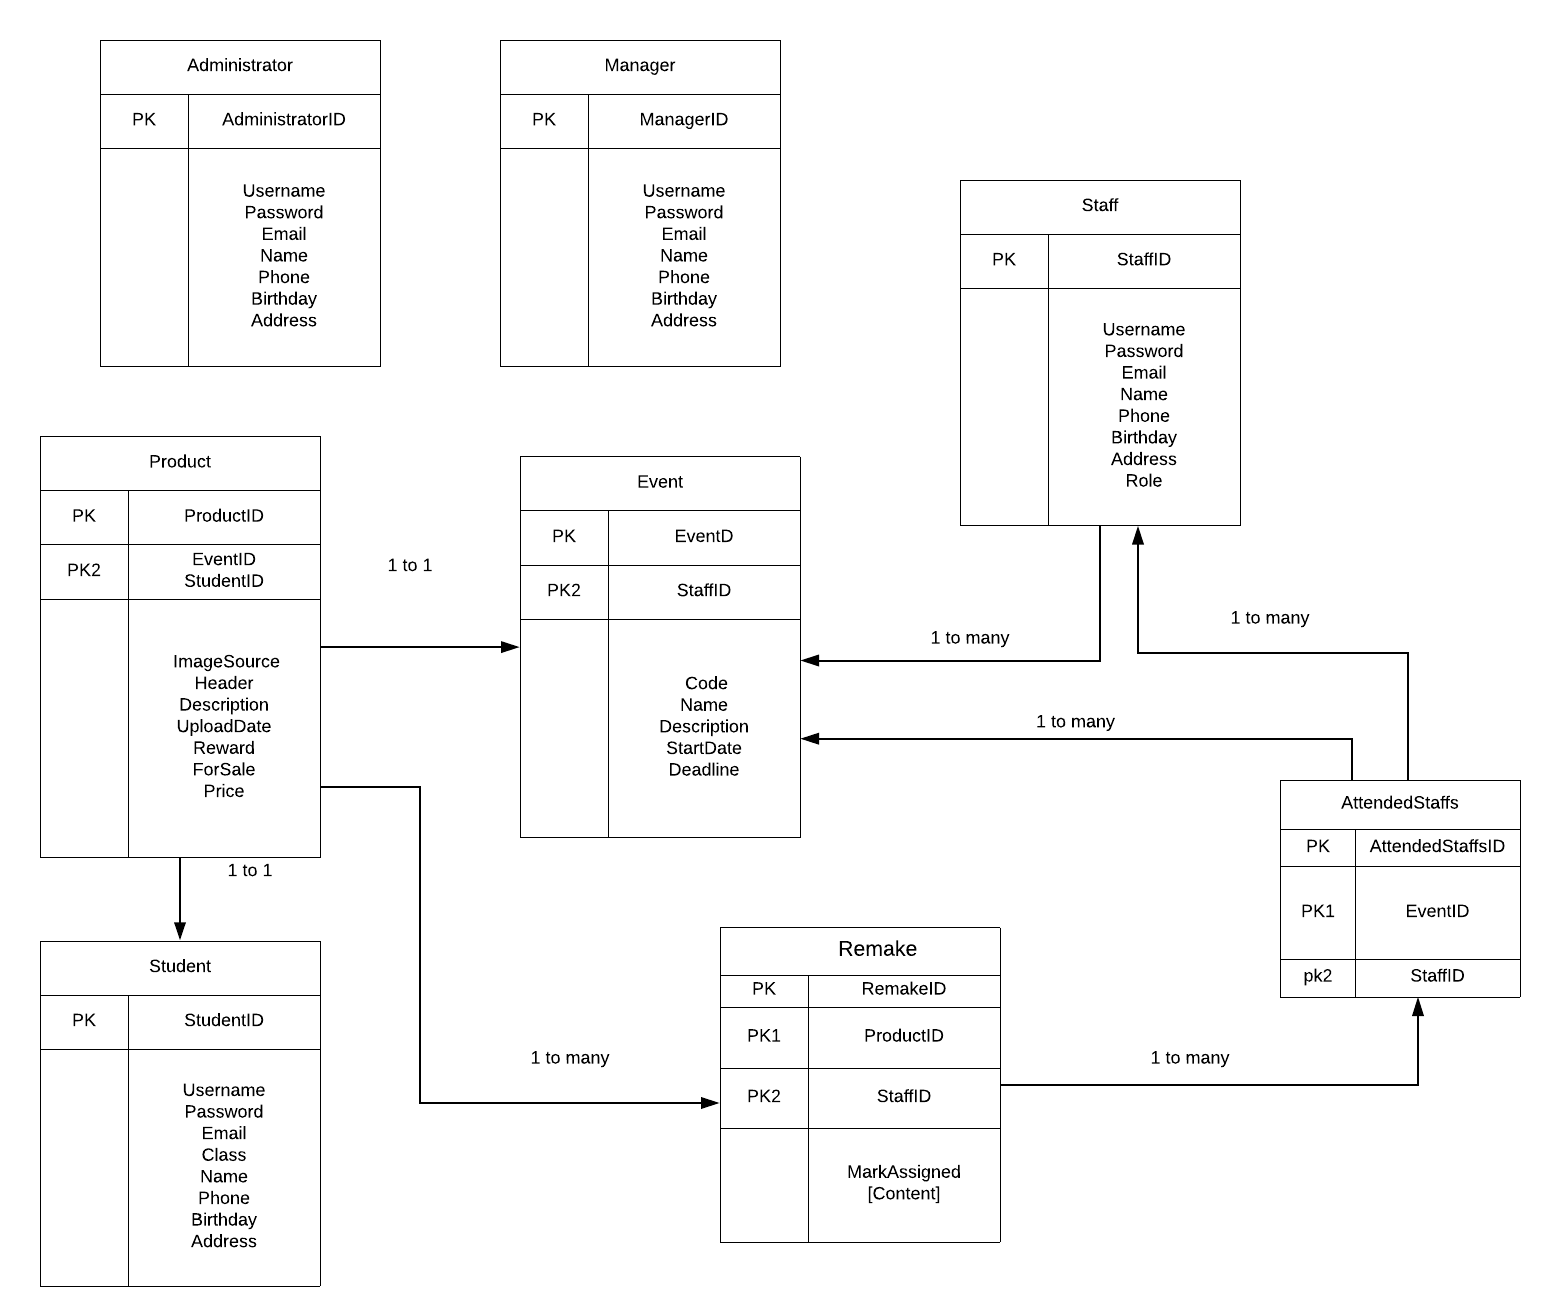 Administrator
PK
AdministratorID
Username
Password
Email
Name
Phone
Birthday
Address
Manager
PK
ManagerID
Username
Password
Email
Name
Phone
Birthday
Address
Staff
PK
StaffID
Username
Password
Email
Name
Phone
Birthday
Address
Role
Product
PK
ProductID
PK2
EventID
StudentID
ImageSource
Header
Description
UploadDate
Reward
ForSale
Price
1 to 1
Event
PK
EventD
PK2
StaffID
Code
Name
Description
StartDate
Deadline
1 to many
1 to many
1 to many
AttendedStaffs
PK
AttendedStaffsID
PK1
EventID
pk2
StaffID
1 to 1
Student
PK
StudentID
Username
Password
Email
Class
Name
Phone
Birthday
Address
1 to many
Remake
PK
RemakeID
PK1
ProductID
PK2
StaffID
MarkAssigned
[Content]
1 to many